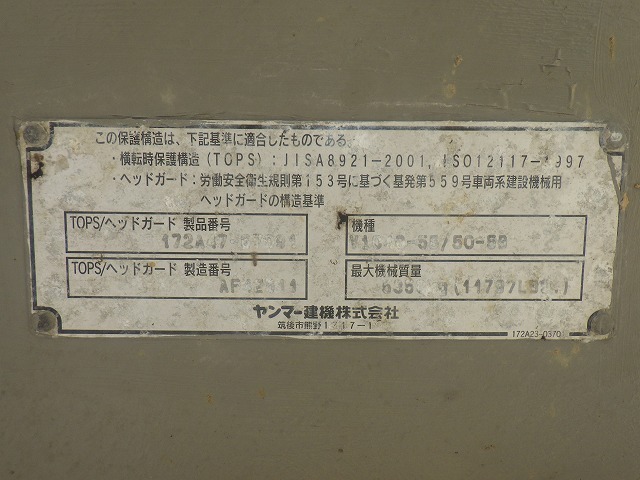 この保護構造は、下記基準に適合したものである。
・横転時保護構造(TOPS):JISA8921-2001, ISO12117-1997
・ヘッドガード:労働安全衛生規則第153号に基づく基発第559号車両系建設機械用
ヘッドガードの構造基準
TOPS/ヘッドガード 製品番号
機種
TOPS/ヘッドガード 製造番号
最大機械質量
ヤンマー建機株式会社
筑後市熊野1717-1
172A23-0370